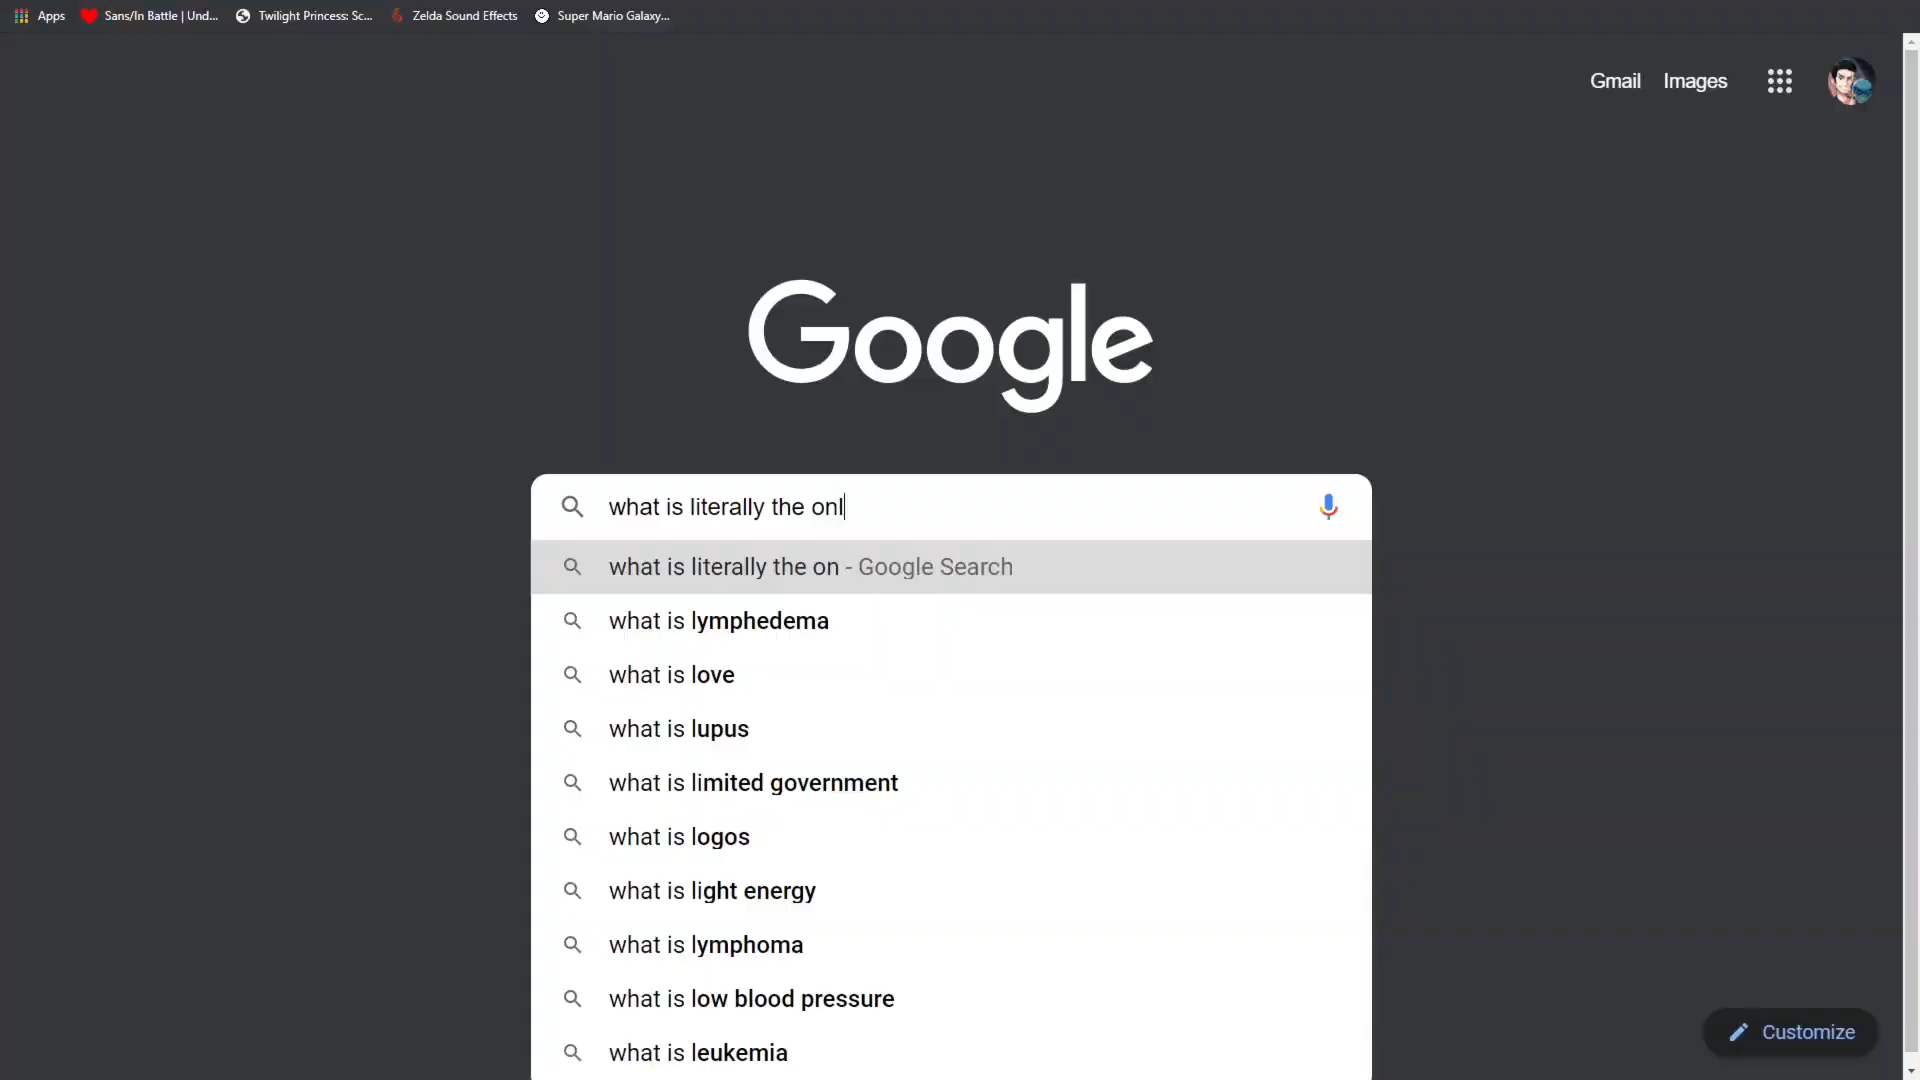 Apps Sans/In Battle | Und... Twilight Princess: Sc... Zelda Sound Effects Super Mario Galaxy...
Gmail Images
Google
what is literally the onl
what is literally the on - Google Search
what is lymphedema
what is love
what is lupus
what is limited government
what is logos
what is light energy
what is lymphoma
what is low blood pressure
what is leukemia
Customize